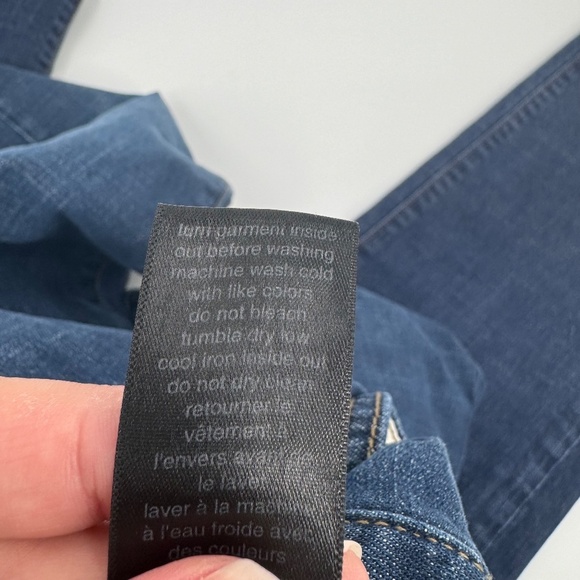 turn garment inside
out before washing
machine wash cold
with like colors
do not bleach
tumble dry low
cool iron inside out
do not dry clean
retourner le
vêtement à
l'envers avant de
le laver
laver à la machine
à l'eau froide avec
des couleurs